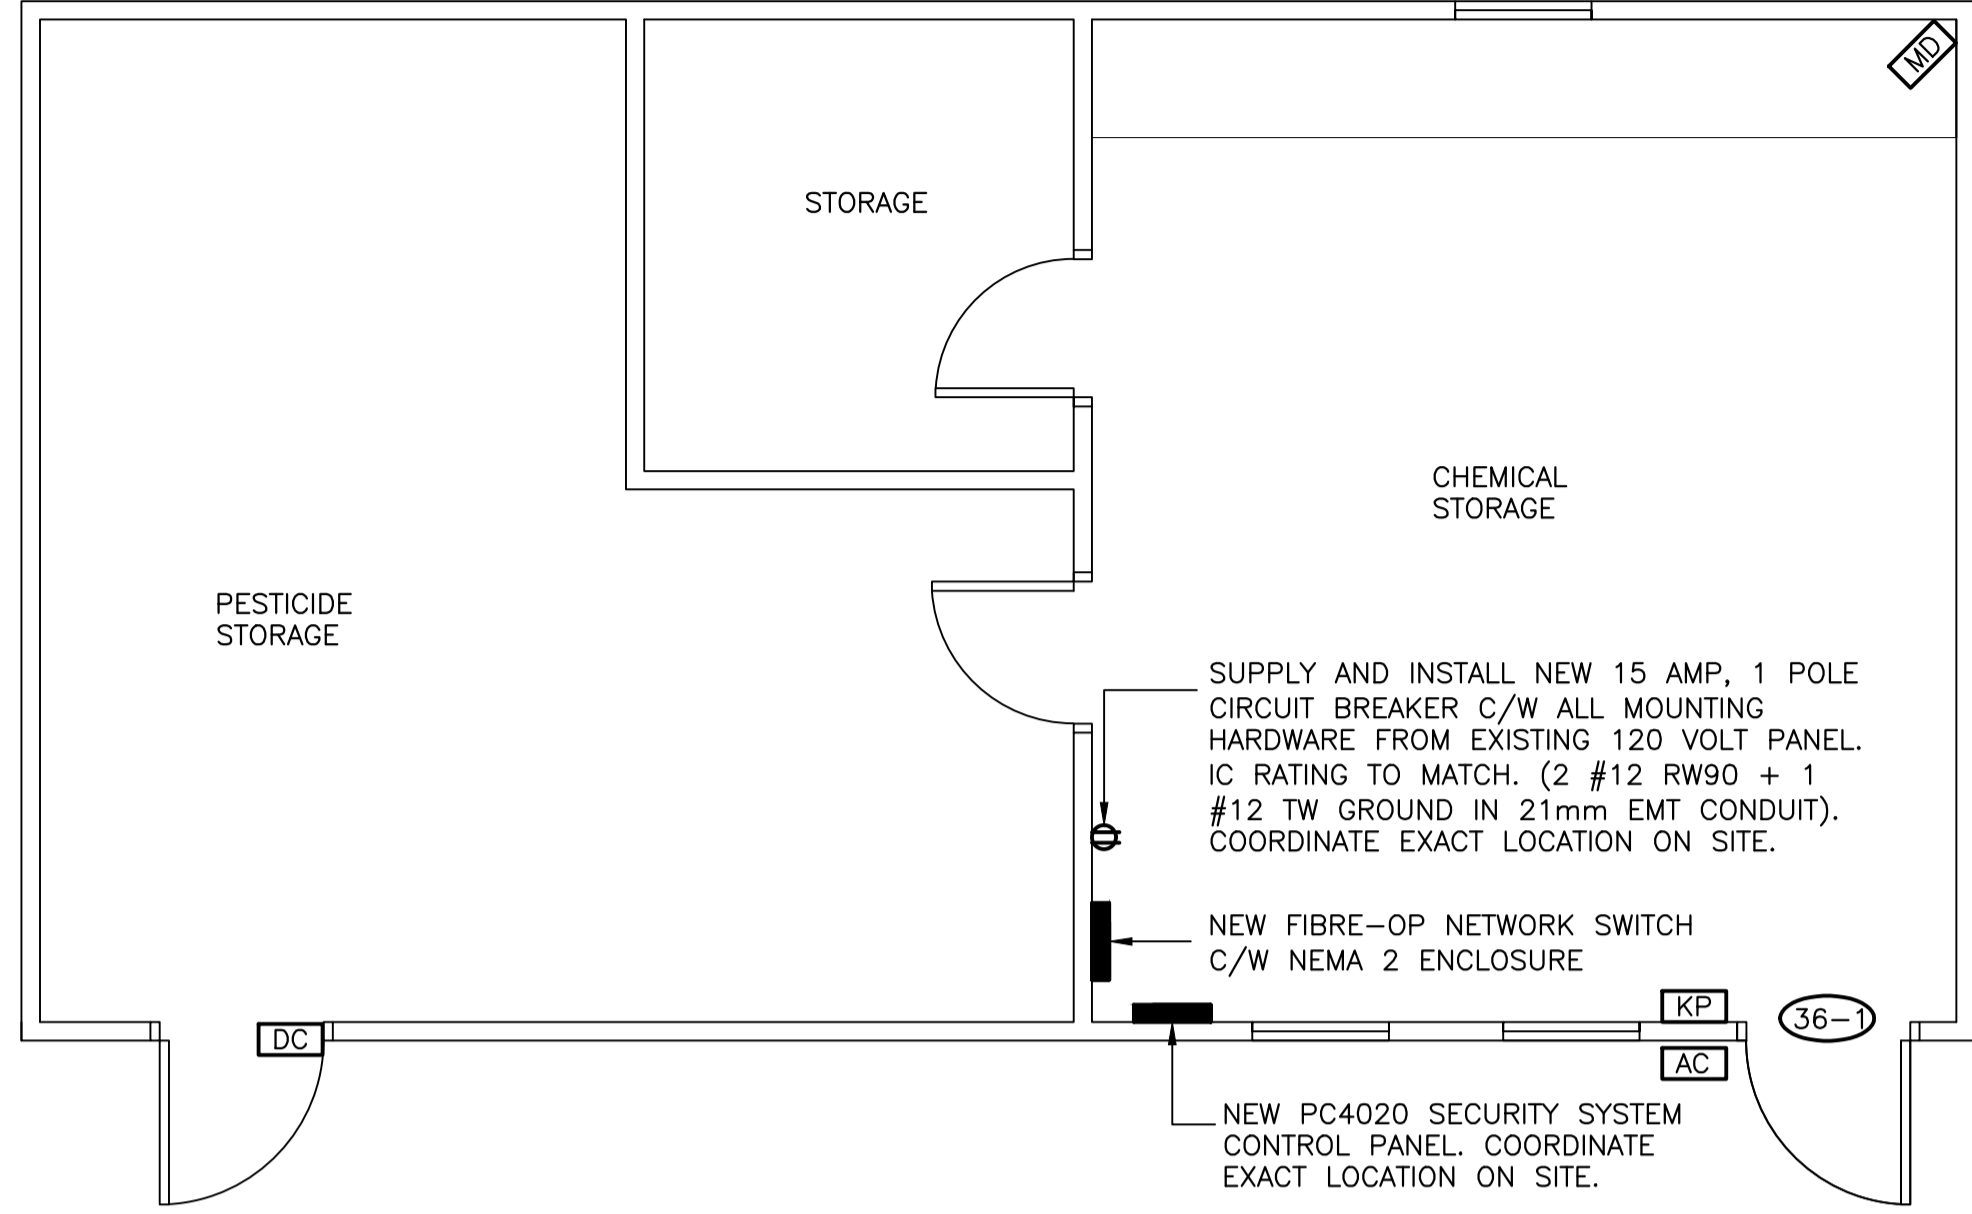 MD
STORAGE
CHEMICAL
STORAGE
PESTICIDE
STORAGE
SUPPLY AND INSTALL NEW 15 AMP, 1 POLE
CIRCUIT BREAKER C/W ALL MOUNTING
HARDWARE FROM EXISTING 120 VOLT PANEL.
IC RATING TO MATCH. (2 #12 RW90 + 1
#12 TW GROUND IN 21mm EMT CONDUIT).
COORDINATE EXACT LOCATION ON SITE.
NEW FIBRE-OP NETWORK SWITCH
C/W NEMA 2 ENCLOSURE
KP
36-1
DC
AC
NEW PC4020 SECURITY SYSTEM
CONTROL PANEL. COORDINATE
EXACT LOCATION ON SITE.